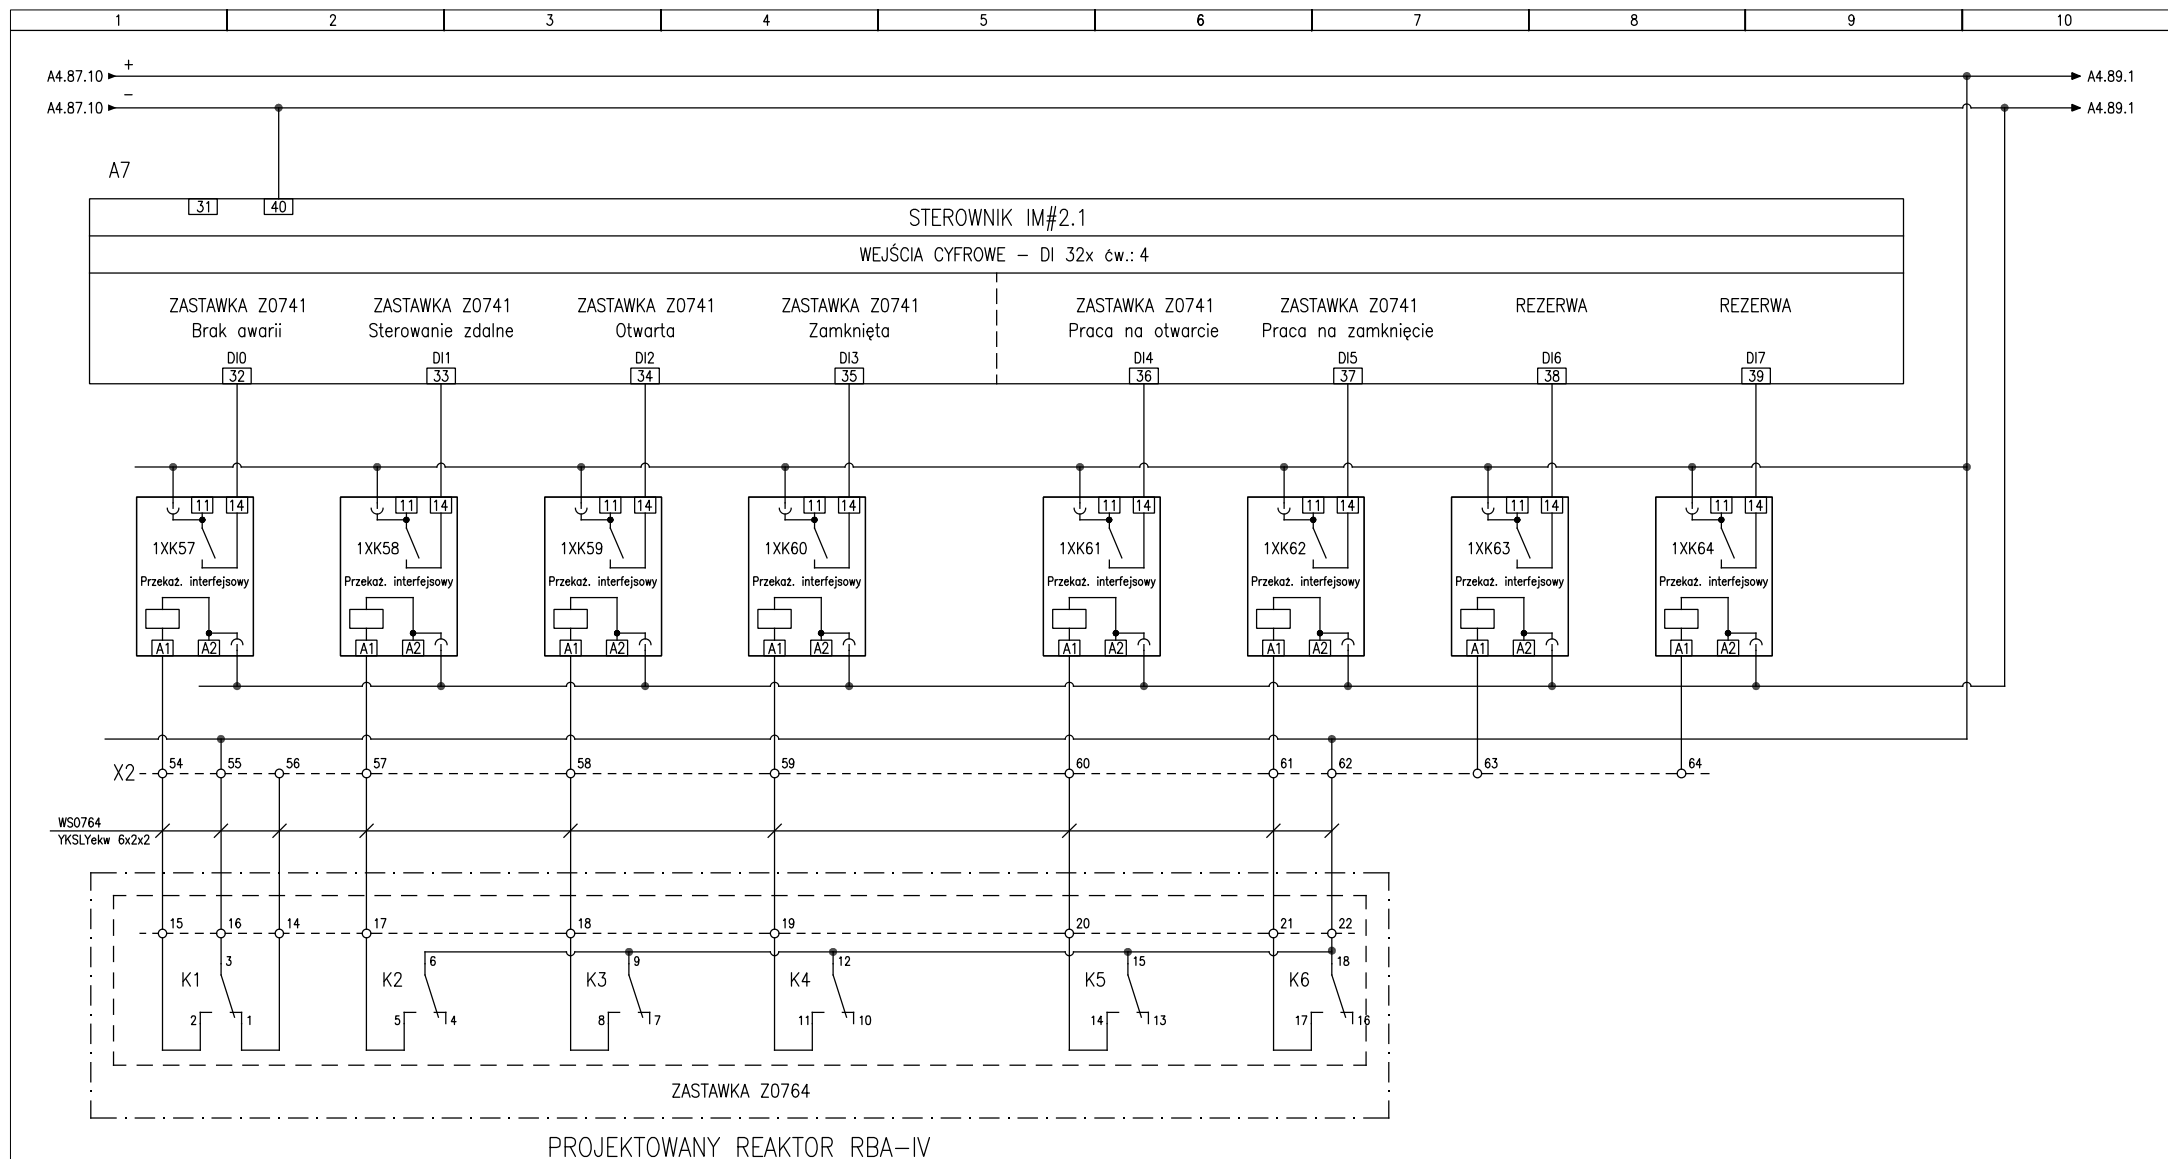 1 2 3 4 5 6 7 8 9 10
+
A4.87.10 A4.89.1
−
A4.87.10 A4.89.1
A7
31 40
STEROWNIK IM#2.1
WEJŚCIA CYFROWE − DI 32x ćw.: 4
ZASTAWKA Z0741 ZASTAWKA Z0741 ZASTAWKA Z0741 ZASTAWKA Z0741 ZASTAWKA Z0741 ZASTAWKA Z0741 REZERWA REZERWA
Brak awarii Sterowanie zdalne Otwarta Zamknięta Praca na otwarcie Praca na zamknięcie
DI0 DI1 DI2 DI3 DI4 DI5 DI6 DI7
32 33 34 35 36 37 38 39
11 14 11 14 11 14 11 14 11 14 11 14 11 14 11 14
1XK57 1XK58 1XK59 1XK60 1XK61 1XK62 1XK63 1XK64
Przekaź. interfejsowy Przekaź. interfejsowy Przekaź. interfejsowy Przekaź. interfejsowy Przekaź. interfejsowy Przekaź. interfejsowy Przekaź. interfejsowy Przekaź. interfejsowy
A1 A2 A1 A2 A1 A2 A1 A2 A1 A2 A1 A2 A1 A2 A1 A2
X2 54 55 56 57 58 59 60 61 62 63 64
WS0764
YKSLYekw 6x2x2
15 16 14 17 18 19 20 21 22
3 6 9 12 15 18
K1 K2 K3 K4 K5 K6
2 1 5 4 8 7 11 10 14 13 17 16
ZASTAWKA Z0764
PROJEKTOWANY REAKTOR RBA−IV